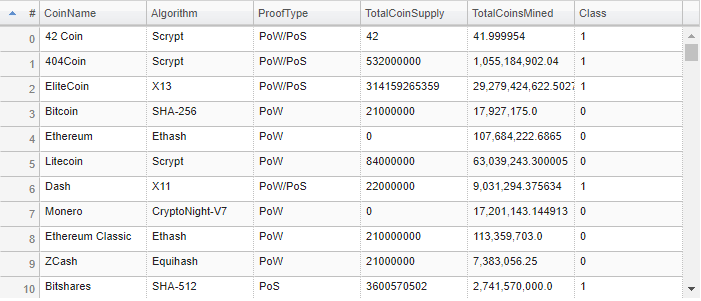 # CoinName Algorithm ProofType TotalCoinSupply TotalCoinsMined Class
0 42 Coin Scrypt PoW/PoS 42 41.999954 1
1 404Coin Scrypt PoW/PoS 532000000 1,055,184,902.04 1
2 EliteCoin X13 PoW/PoS 314159265359 29,279,424,622.5027 1
3 Bitcoin SHA-256 PoW 21000000 17,927,175.0 0
4 Ethereum Ethash PoW 0 107,684,222.6865 0
5 Litecoin Scrypt PoW 84000000 63,039,243.300005 0
6 Dash X11 PoW/PoS 22000000 9,031,294.375634 1
7 Monero CryptoNight-V7 PoW 0 17,201,143.144913 0
8 Ethereum Classic Ethash PoW 210000000 113,359,703.0 0
9 ZCash Equihash PoW 21000000 7,383,056.25 0
10 Bitshares SHA-512 PoS 3600570502 2,741,570,000.0 1